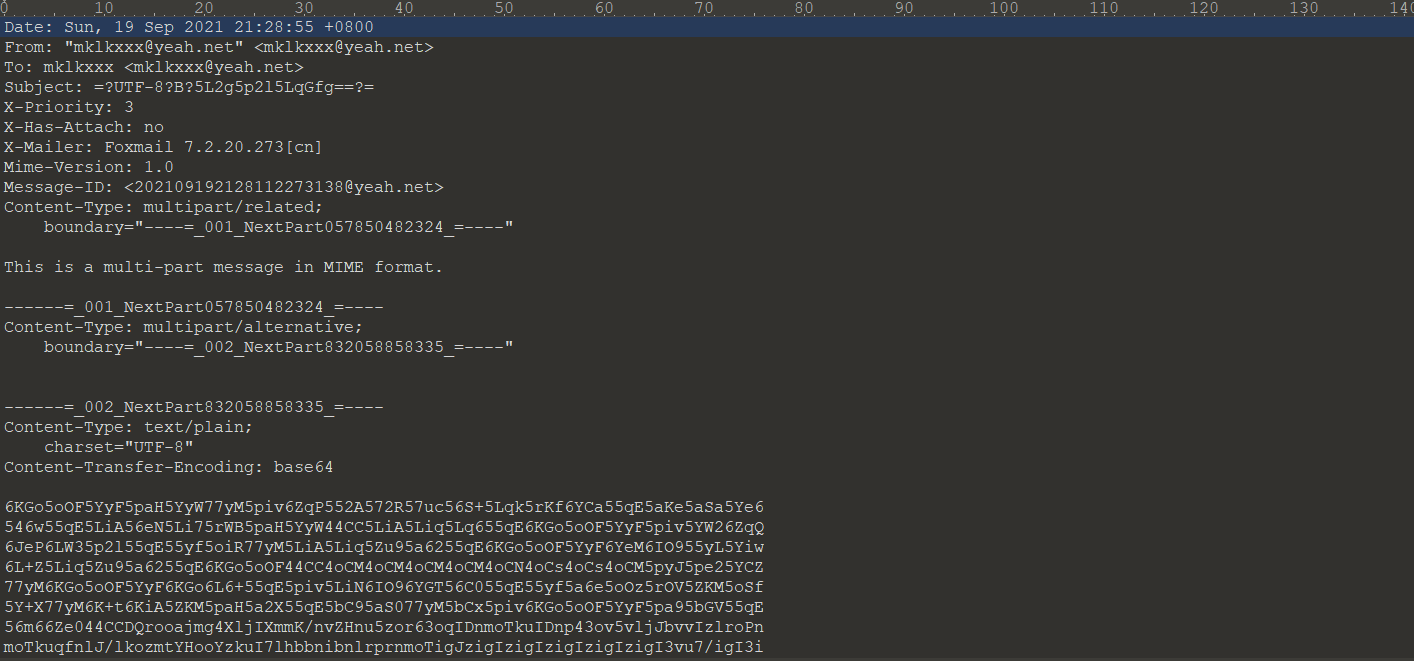 0 10 20 30 40 50 60 70 80 90 100 110 120 130 140
Date: Sun, 19 Sep 2021 21:28:55 +0800
From: "mklkxxx@yeah.net" <mklkxxx@yeah.net>
To: mklkxxx <mklkxxx@yeah.net>
Subject: =?UTF-8?B?5L2g5p2l5LqGfg==?=
X-Priority: 3
X-Has-Attach: no
X-Mailer: Foxmail 7.2.20.273[cn]
Mime-Version: 1.0
Message-ID: <202109192128112273138@yeah.net>
Content-Type: multipart/related;
boundary="----=_001_NextPart057850482324_=----"
This is a multi-part message in MIME format.
------=_001_NextPart057850482324_=----
Content-Type: multipart/alternative;
boundary="----=_002_NextPart832058858335_=----"
------=_002_NextPart832058858335_=----
Content-Type: text/plain;
charset="UTF-8"
Content-Transfer-Encoding: base64
6KGo5oOF5YyF5paH5YyW77yM5piv6ZqP552A572R57uc56S+5Lqk5rKf6YCa55qE5aKe5aSa5Ye6
546w55qE5LiA56eN5Li75rWB5paH5YyW44CC5LiA5Liq5Lq655qE6KGo5oOF5YyF5piv5YW26ZqQ
6JeP6LW35p2l55qE55yf5oiR77yM5LiA5Liq5Zu95a6255qE6KGo5oOF5YyF6YeM6IO955yL5Yiw
6L+Z5Liq5Zu95a6255qE6KGo5oOF44CC4oCM4oCM4oCM4oCM4oCN4oCs4oCs4oCM5pyJ5pe25YCZ
77yM6KGo5oOF5YyF6KGo6L6+55qE5piv5LiN6IO96YGT56C055qE55yf5a6e5oOz5rOV5ZKM5oSf
5Y+X77yM6K+t6KiA5ZKM5paH5a2X55qE5bC95aS077yM5bCx5piv6KGo5oOF5YyF5pa95bGV55qE
56m66Ze044CCDQrooajmg4XljIXmmK/nvZHnu5zor63oqIDnmoTkuIDnp43ov5vljJbvvIzlroPn
moTkuqfnlJ/lkozmtYHooYzkuI7lhbbnibnlrprnmoTigJzigIzigIzigIzigIzigI3vu7/igI3i